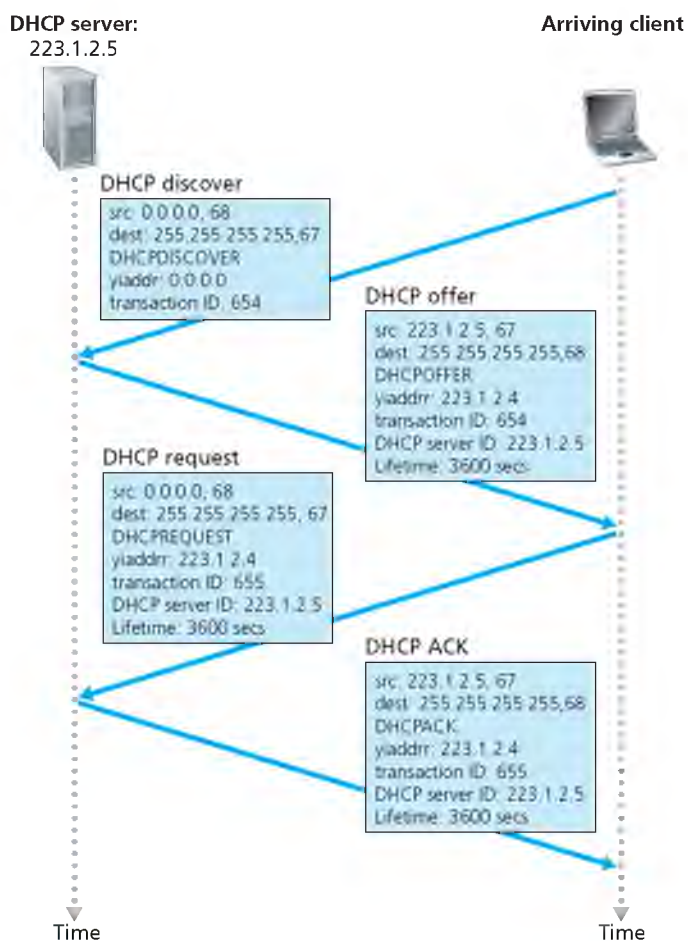 DHCP server:
223.1.2.5
Arriving client
DHCP discover
src: 0.0.0.0, 68
dest: 255.255.255.255,67
DHCPDISCOVER
yiaddr: 0.0.0.0
transaction ID: 654
DHCP offer
src: 223.1.2.5, 67
dest: 255.255.255.255,68
DHCPOFFER
yiaddrr: 223.1.2.4
transaction ID: 654
DHCP server ID: 223.1.2.5
Lifetime: 3600 secs
DHCP request
src: 0.0.0.0, 68
dest: 255.255.255.255, 67
DHCPREQUEST
yiaddrr: 223.1.2.4
transaction ID: 655
DHCP server ID: 223.1.2.5
Lifetime: 3600 secs
DHCP ACK
src: 223.1.2.5, 67
dest: 255.255.255.255,68
DHCPACK
yiaddrr: 223.1.2.4
transaction ID: 655
DHCP server ID: 223.1.2.5
Lifetime: 3600 secs
Time
Time